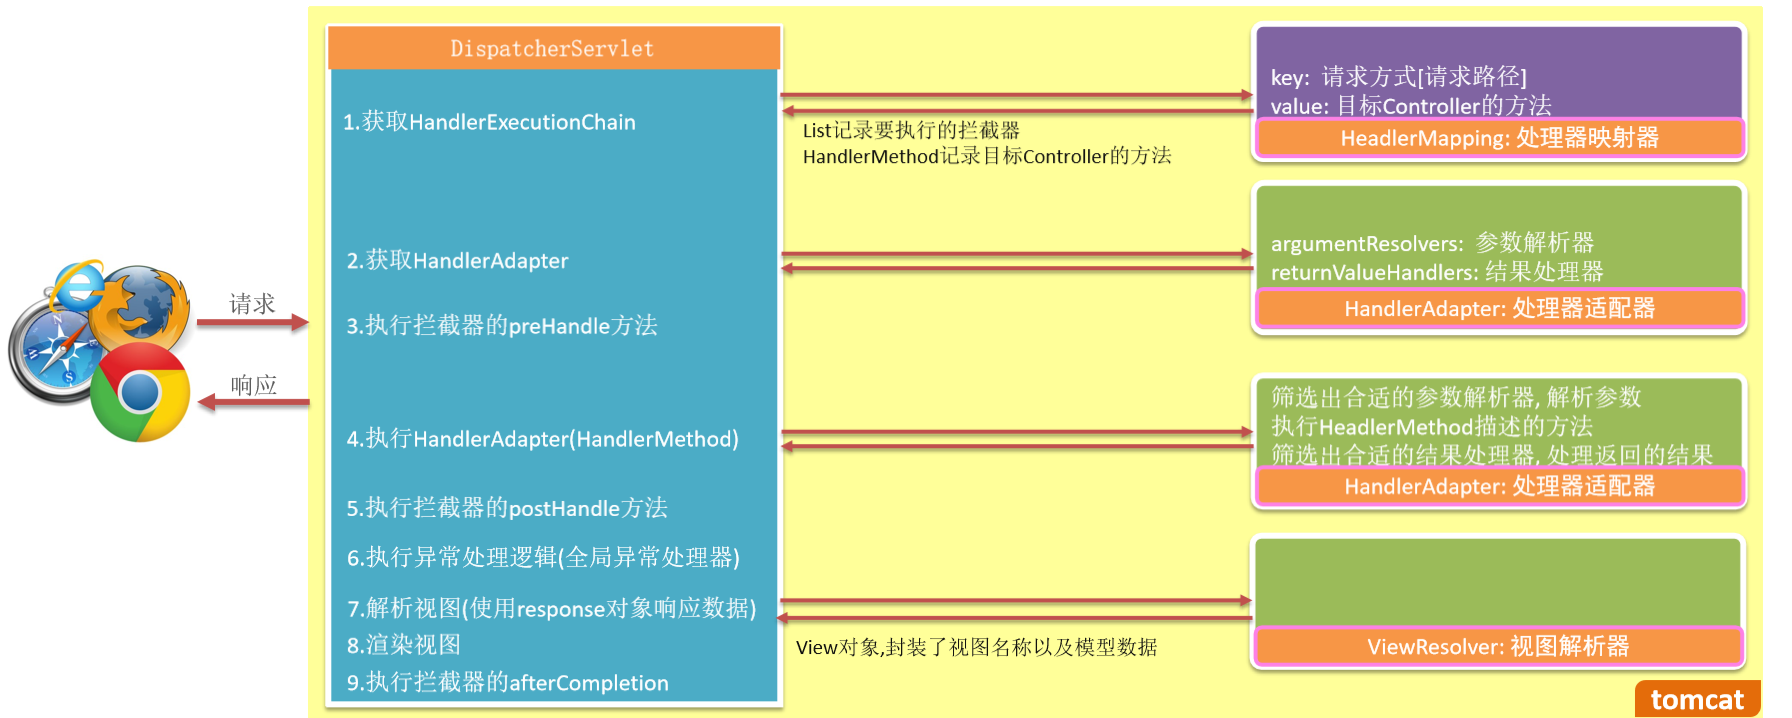 DispatcherServlet
1.获取HandlerExecutionChain
2.获取HandlerAdapter
3.执行拦截器的preHandle方法
4.执行HandlerAdapter(HandlerMethod)
5.执行拦截器的postHandle方法
6.执行异常处理逻辑(全局异常处理器)
7.解析视图(使用response对象响应数据)
8.渲染视图
9.执行拦截器的afterCompletion
请求
响应
List记录要执行的拦截器
HandlerMethod记录目标Controller的方法
View对象,封装了视图名称以及模型数据
key: 请求方式[请求路径]
value: 目标Controller的方法
HeadlerMapping: 处理器映射器
argumentResolvers: 参数解析器
returnValueHandlers: 结果处理器
HandlerAdapter: 处理器适配器
筛选出合适的参数解析器, 解析参数
执行HeadlerMethod描述的方法
筛选出合适的结果处理器, 处理返回的结果
HandlerAdapter: 处理器适配器
ViewResolver: 视图解析器
tomcat